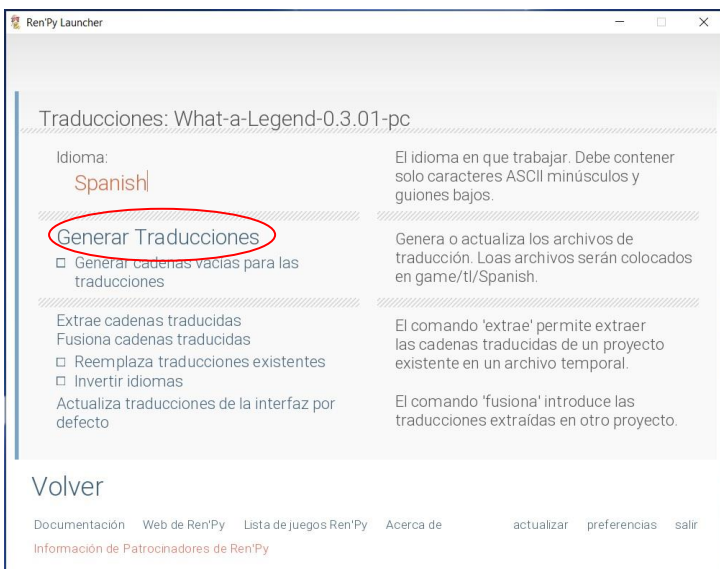 Ren'Py Launcher
Traducciones: What-a-Legend-0.3.01-pc
Idioma:
Spanish
El idioma en que trabajar. Debe contener
solo caracteres ASCII minúsculos y
guiones bajos.
Generar Traducciones
Generar cadenas vacías para las
traducciones
Genera o actualiza los archivos de
traducción. Loas archivos serán colocados
en game/tl/Spanish.
Extrae cadenas traducidas
Fusiona cadenas traducidas
Reemplaza traducciones existentes
Invertir idiomas
Actualiza traducciones de la interfaz por
defecto
El comando 'extrae' permite extraer
las cadenas traducidas de un proyecto
existente en un archivo temporal.
El comando 'fusiona' introduce las
traducciones extraídas en otro proyecto.
Volver
Documentación Web de Ren'Py Lista de juegos Ren'Py Acerca de actualizar preferencias salir
Información de Patrocinadores de Ren'Py